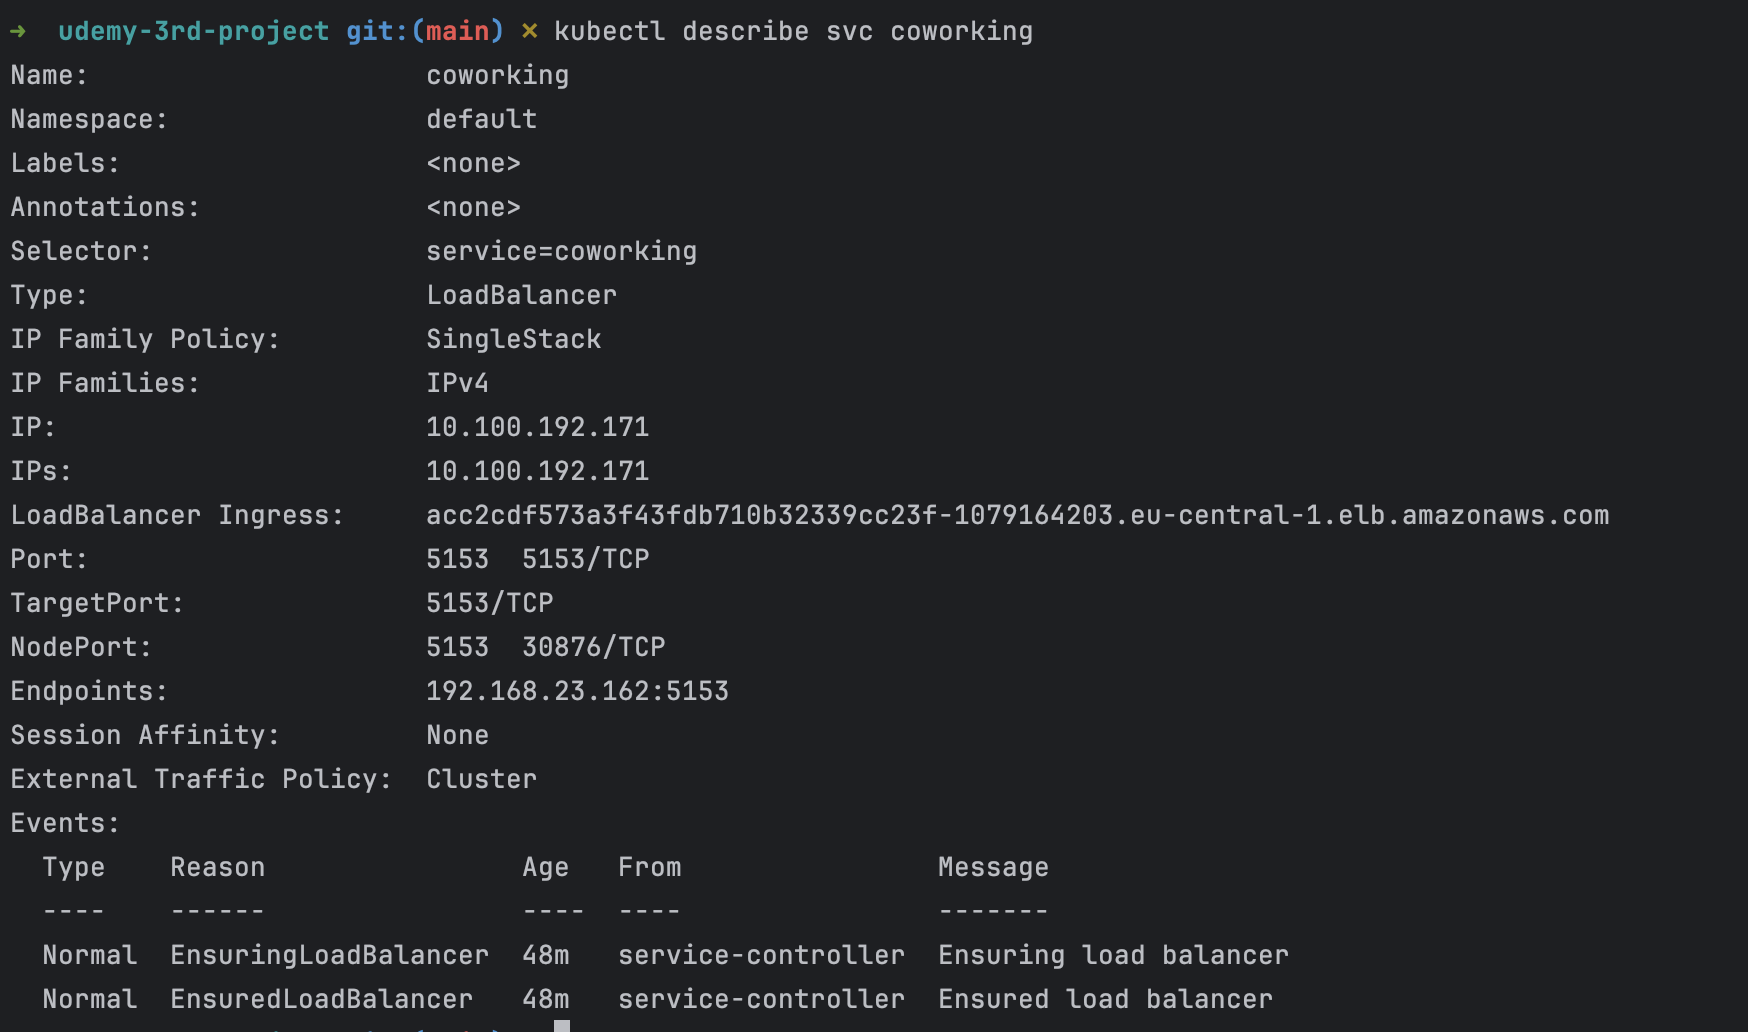 → udemy-3rd-project git:(main) ✗ kubectl describe svc coworking
Name: coworking
Namespace: default
Labels: <none>
Annotations: <none>
Selector: service=coworking
Type: LoadBalancer
IP Family Policy: SingleStack
IP Families: IPv4
IP: 10.100.192.171
IPs: 10.100.192.171
LoadBalancer Ingress: acc2cdf573a3f43fdb710b32339cc23f-1079164203.eu-central-1.elb.amazonaws.com
Port: 5153 5153/TCP
TargetPort: 5153/TCP
NodePort: 5153 30876/TCP
Endpoints: 192.168.23.162:5153
Session Affinity: None
External Traffic Policy: Cluster
Events:
Type Reason Age From Message
---- ------ ---- ---- -------
Normal EnsuringLoadBalancer 48m service-controller Ensuring load balancer
Normal EnsuredLoadBalancer 48m service-controller Ensured load balancer